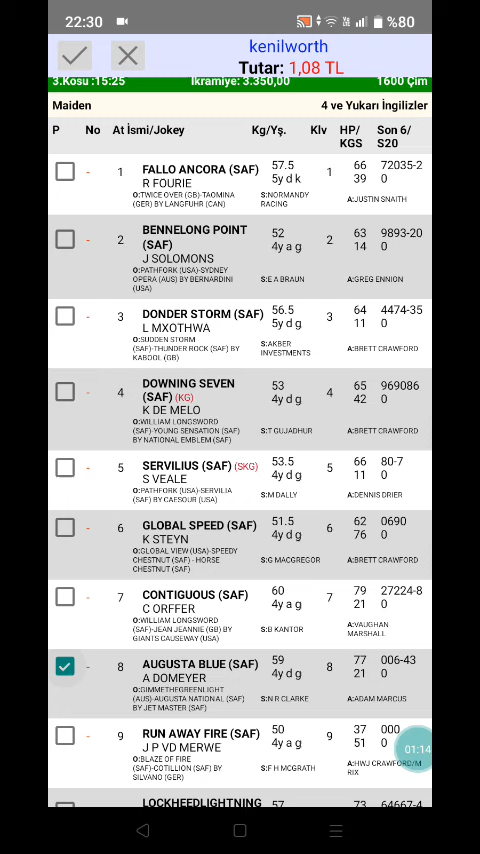 22:30
%80
kenilworth
Tutar: 1,08 TL
3.Kosu :15:25 İkramiye: 3.350,00 1600 Çim
Maiden 4 ve Yukarı İngilizler
P No At İsmi/Jokey Kg/Yş. Klv HP/ KGS Son 6/ S20
- 1 FALLO ANCORA (SAF) 57.5 1 66 72035-2
R FOURIE 5y d k 39 0
O:TWICE OVER (GB)-TAOMINA S:NORMANDY A:JUSTIN SNAITH
(GER) BY LANGFUHR (CAN) RACING
- 2 BENNELONG POINT 52 2 63 9893-20
(SAF) 4y a g 14 0
J SOLOMONS
O:PATHFORK (USA)-SYDNEY
OPERA (AUS) BY BERNARDINI S:E A BRAUN A:GREG ENNION
(USA)
- 3 DONDER STORM (SAF) 56.5 3 64 4474-35
L MXOTHWA 5y d g 11 0
O:SUDDEN STORM
(SAF)-THUNDER ROCK (SAF) BY S:AKBER A:BRETT CRAWFORD
KABOOL (GB) INVESTMENTS
- 4 DOWNING SEVEN 53 4 65 969086
(SAF) (KG) 4y d g 42 0
K DE MELO
O:WILLIAM LONGSWORD
(SAF)-YOUNG SENSATION (SAF) S:T GUJADHUR A:BRETT CRAWFORD
BY NATIONAL EMBLEM (SAF)
- 5 SERVILIUS (SAF) (SKG) 53.5 5 66 80-7
S VEALE 4y d g 11 0
O:PATHFORK (USA)-SERVILIA S:M DALLY A:DENNIS DRIER
(SAF) BY CAESOUR (USA)
- 6 GLOBAL SPEED (SAF) 51.5 6 62 0690
K STEYN 4y d g 76 0
O:GLOBAL VIEW (USA)-SPEEDY
CHESTNUT (SAF) - HORSE S:G MACGREGOR A:BRETT CRAWFORD
CHESTNUT (SAF)
- 7 CONTIGUOUS (SAF) 60 7 79 27224-8
C ORFFER 4y a g 21 0
O:WILLIAM LONGSWORD
(SAF)-JEAN JEANNIE (GB) BY S:B KANTOR A:VAUGHAN
GIANTS CAUSEWAY (USA) MARSHALL
- 8 AUGUSTA BLUE (SAF) 59 8 77 006-43
A DOMEYER 4y d g 21 0
O:GIMMETHEGREENLIGHT
(AUS)-AUGUSTA NATIONAL (SAF) S:N R CLARKE A:ADAM MARCUS
BY JET MASTER (SAF)
- 9 RUN AWAY FIRE (SAF) 50 9 37 000
J P VD MERWE 4y a g 51 0
01:14
O:BLAZE OF FIRE
(SAF)-COTILLION (SAF) BY S:F H MCGRATH A:HWJ CRAWFORD/M
SILVANO (GER) RIX
LOCKHEEDLIGHTNING 57 73 64667-4